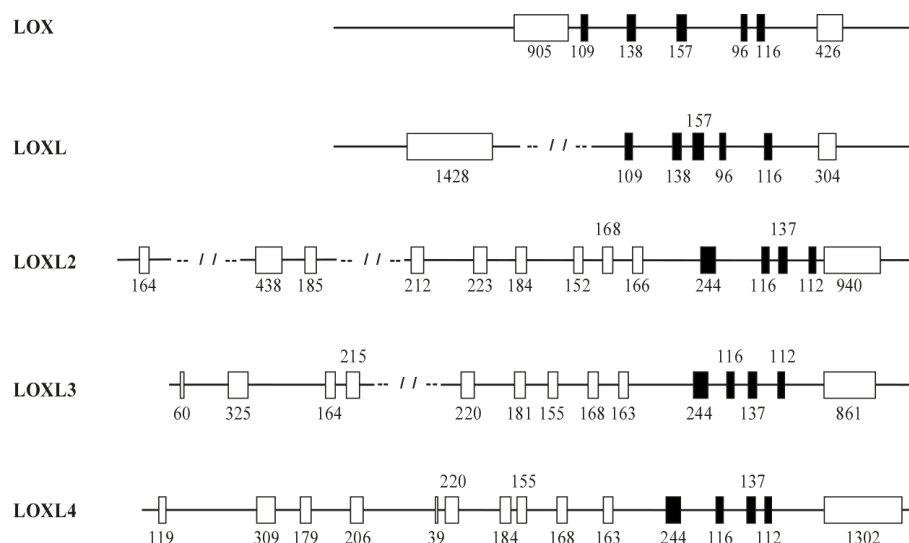 LOX
905 109 138 157 96 116 426
157
LOXL
1428 109 138 96 116 304
168 137
LOXL2
164 438 185 212 223 184 152 166 244 116 112 940
215 116 112
LOXL3
60 325 164 220 181 155 168 163 244 137 861
220 155 137
LOXL4
119 309 179 206 39 184 168 163 244 116 112 1302